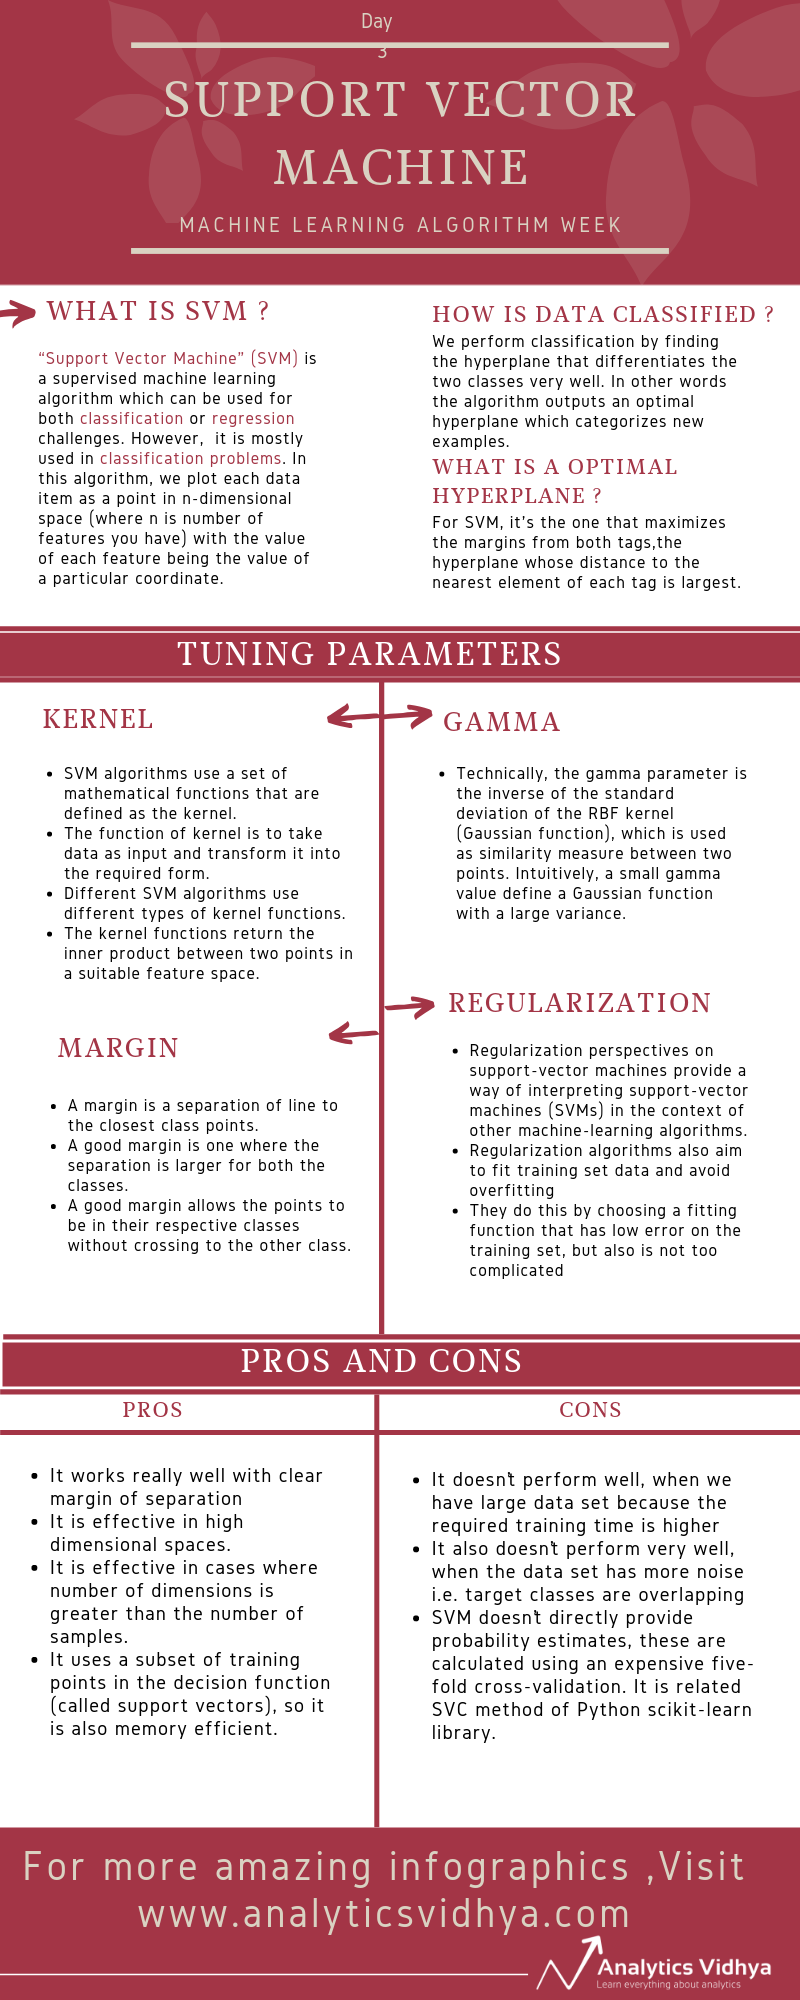 Day
3
SUPPORT VECTOR
MACHINE
MACHINE LEARNING ALGORITHM WEEK
WHAT IS SVM ?
“Support Vector Machine” (SVM) is
a supervised machine learning
algorithm which can be used for
both classification or regression
challenges. However,  it is mostly
used in classification problems. In
this algorithm, we plot each data
item as a point in n-dimensional
space (where n is number of
features you have) with the value
of each feature being the value of
a particular coordinate.
HOW IS DATA CLASSIFIED ?
We perform classification by finding
the hyperplane that differentiates the
two classes very well. In other words
the algorithm outputs an optimal
hyperplane which categorizes new
examples.
WHAT IS A OPTIMAL
HYPERPLANE ?
For SVM, it’s the one that maximizes
the margins from both tags,the
hyperplane whose distance to the
nearest element of each tag is largest.
TUNING PARAMETERS
KERNEL
• SVM algorithms use a set of
mathematical functions that are
defined as the kernel.
• The function of kernel is to take
data as input and transform it into
the required form.
• Different SVM algorithms use
different types of kernel functions.
• The kernel functions return the
inner product between two points in
a suitable feature space.
GAMMA
• Technically, the gamma parameter is
the inverse of the standard
deviation of the RBF kernel
(Gaussian function), which is used
as similarity measure between two
points. Intuitively, a small gamma
value define a Gaussian function
with a large variance.
MARGIN
• A margin is a separation of line to
the closest class points.
• A good margin is one where the
separation is larger for both the
classes.
• A good margin allows the points to
be in their respective classes
without crossing to the other class.
REGULARIZATION
• Regularization perspectives on
support-vector machines provide a
way of interpreting support-vector
machines (SVMs) in the context of
other machine-learning algorithms.
• Regularization algorithms also aim
to fit training set data and avoid
overfitting
• They do this by choosing a fitting
function that has low error on the
training set, but also is not too
complicated
PROS AND CONS
PROS
• It works really well with clear
margin of separation
• It is effective in high
dimensional spaces.
• It is effective in cases where
number of dimensions is
greater than the number of
samples.
• It uses a subset of training
points in the decision function
(called support vectors), so it
is also memory efficient.
CONS
• It doesn’t perform well, when we
have large data set because the
required training time is higher
• It also doesn’t perform very well,
when the data set has more noise
i.e. target classes are overlapping
• SVM doesn’t directly provide
probability estimates, these are
calculated using an expensive five-
fold cross-validation. It is related
SVC method of Python scikit-learn
library.
For more amazing infographics ,Visit
www.analyticsvidhya.com
Analytics Vidhya
Learn everything about analytics